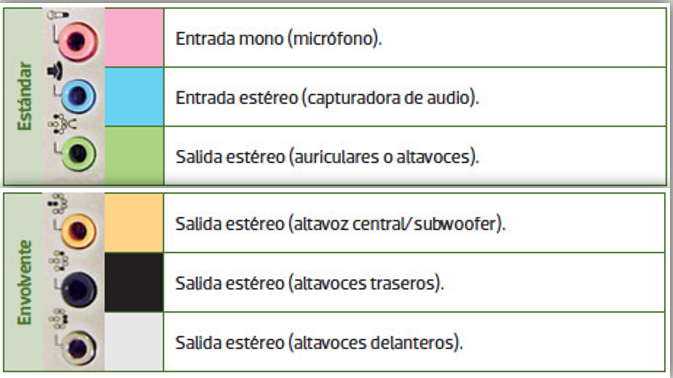 Estándar
Entrada mono (micrófono).
Entrada estéreo (capturadora de audio).
Salida estéreo (auriculares o altavoces).
Envolvente
Salida estéreo (altavoz central/subwoofer).
Salida estéreo (altavoces traseros).
Salida estéreo (altavoces delanteros).